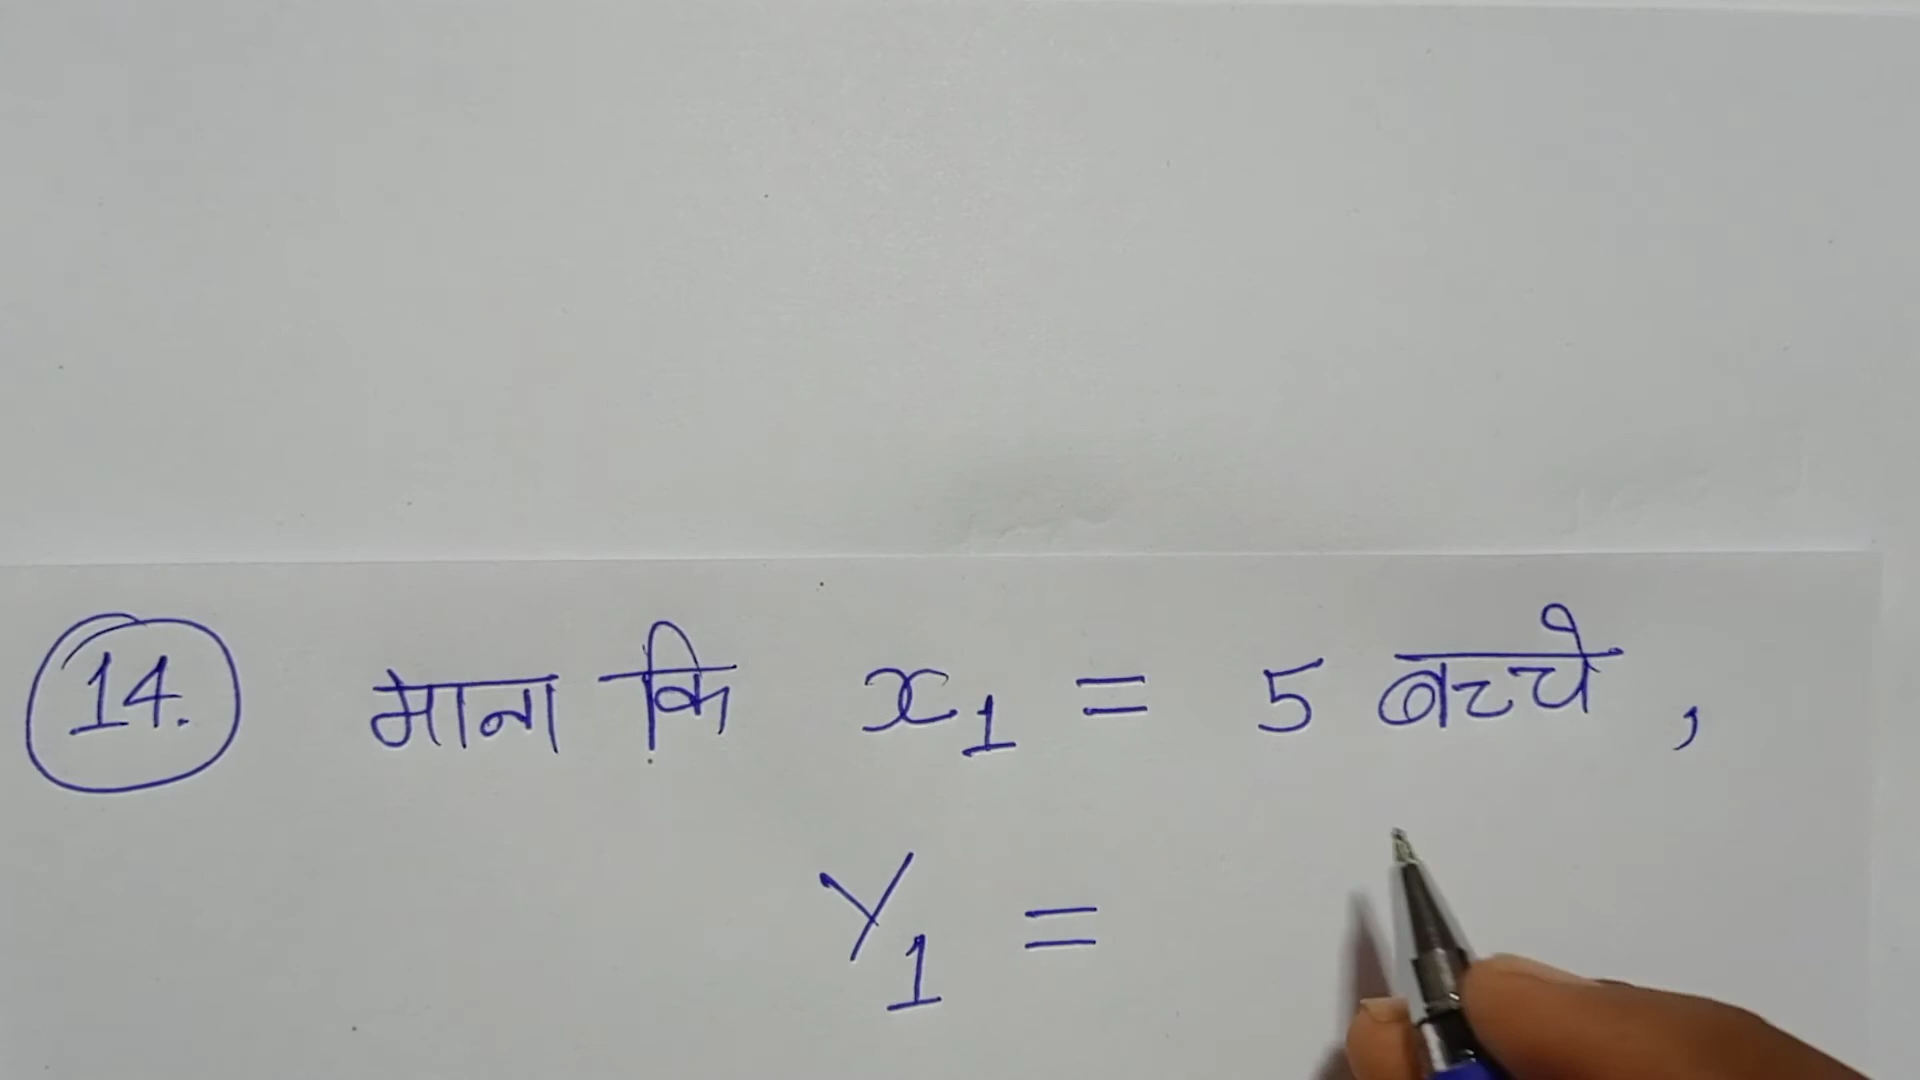 14. माना कि x₁ = 5 बच्चे ,
Y₁ =